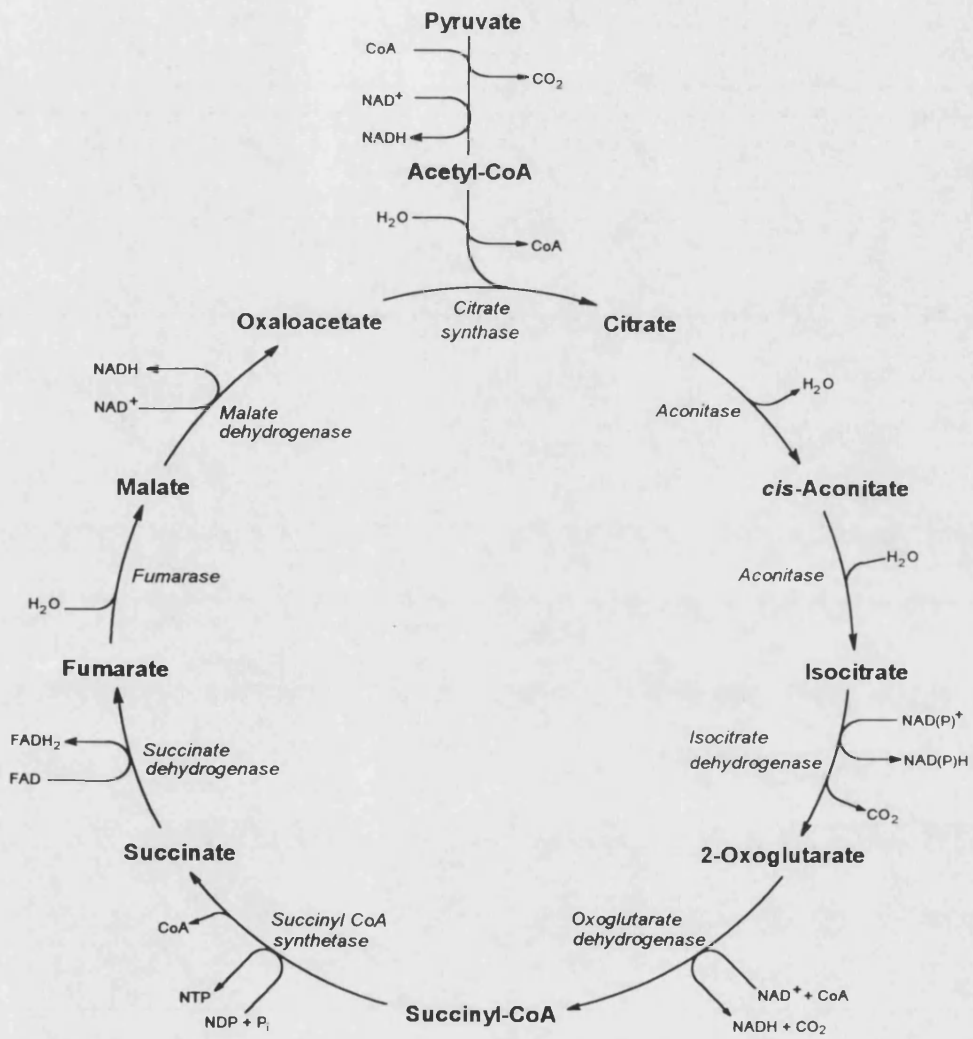 Pyruvate
CoA
CO₂
NAD⁺
NADH
Acetyl-CoA
H₂O
CoA
Oxaloacetate
Citrate synthase
Citrate
NADH
NAD⁺
Malate dehydrogenase
Aconitase
H₂O
Malate
cis-Aconitate
Fumarase
H₂O
Aconitase
H₂O
Fumarate
Isocitrate
FADH₂
FAD
Succinate dehydrogenase
Isocitrate dehydrogenase
NAD(P)⁺
NAD(P)H
CO₂
Succinate
2-Oxoglutarate
CoA
Succinyl CoA synthetase
NTP
NDP + Pᵢ
Oxoglutarate dehydrogenase
NAD⁺ + CoA
NADH + CO₂
Succinyl-CoA